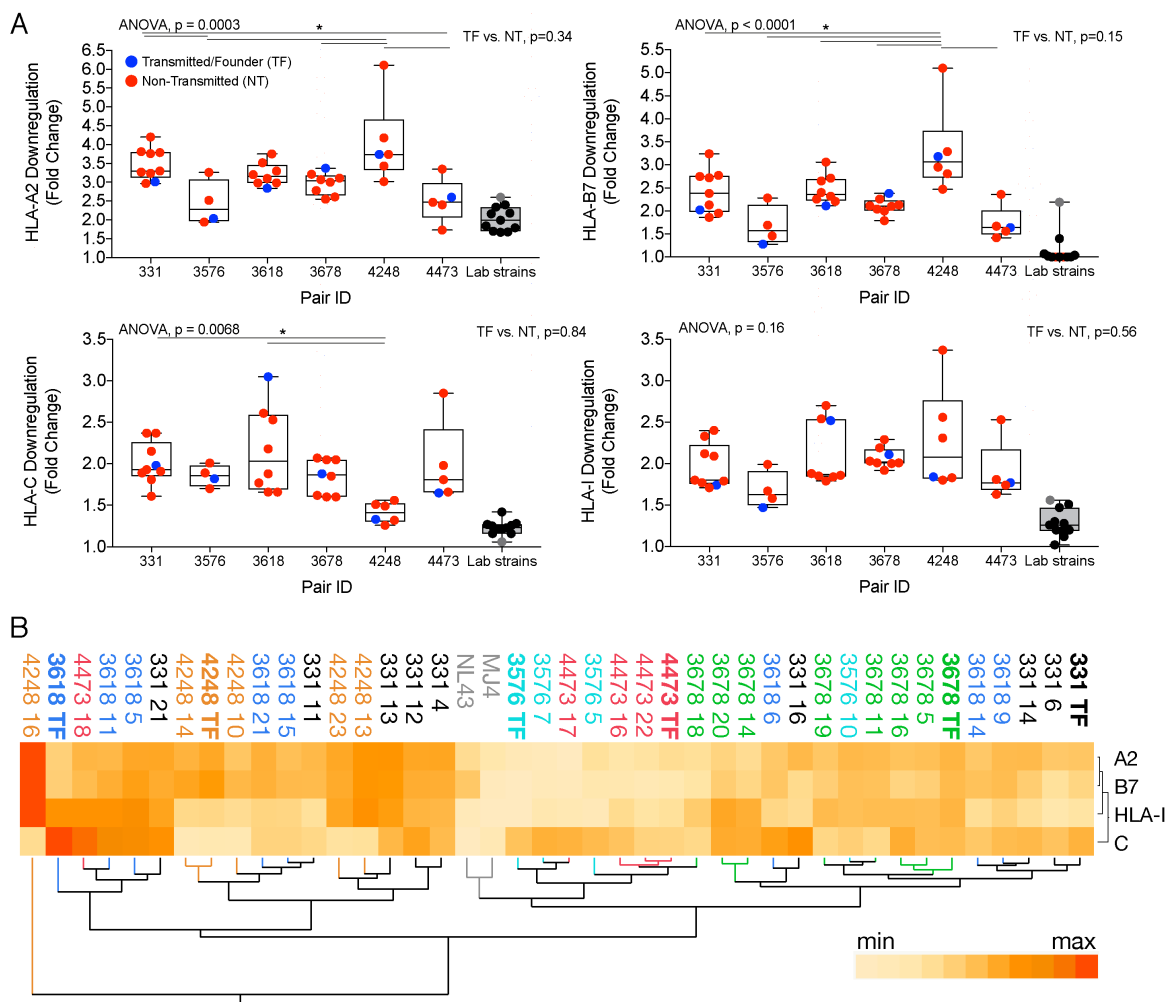 A
ANOVA, p = 0.0003
*
TF vs. NT, p=0.34
Transmitted/Founder (TF)
Non-Transmitted (NT)
HLA-A2 Downregulation
(Fold Change)
6.5
6.0
5.5
5.0
4.5
4.0
3.5
3.0
2.5
2.0
1.5
1.0
331 3576 3618 3678 4248 4473 Lab strains
Pair ID
ANOVA, p < 0.0001
*
TF vs. NT, p=0.15
HLA-B7 Downregulation
(Fold Change)
5.5
5.0
4.5
4.0
3.5
3.0
2.5
2.0
1.5
1.0
331 3576 3618 3678 4248 4473 Lab strains
Pair ID
ANOVA, p = 0.0068
*
TF vs. NT, p=0.84
HLA-C Downregulation
(Fold Change)
3.5
3.0
2.5
2.0
1.5
1.0
331 3576 3618 3678 4248 4473 Lab strains
Pair ID
ANOVA, p = 0.16
TF vs. NT, p=0.56
HLA-I Downregulation
(Fold Change)
3.5
3.0
2.5
2.0
1.5
1.0
331 3576 3618 3678 4248 4473 Lab strains
Pair ID
B
4248 16
3618 TF
4473 18
3618 11
3618 5
331 21
4248 14
4248 TF
4248 10
3618 21
3618 15
331 11
4248 23
4248 13
331 13
331 12
331 4
NL43
MJ4
3576 TF
3576 7
4473 17
3576 5
4473 16
4473 22
4473 TF
3678 18
3678 20
3678 14
3618 6
331 16
3678 19
3576 10
3678 11
3678 16
3678 5
3678 TF
3618 14
3618 9
331 14
331 6
331 TF
A2
B7
HLA-I
C
min max